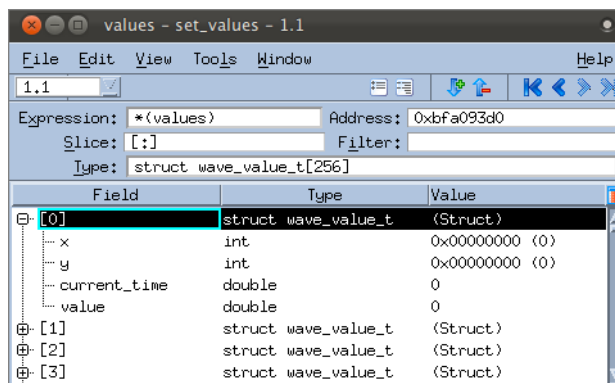 values - set_values - 1.1
File Edit View Tools Window Help
1.1
Expression: *(values) Address: 0xbfa093d0
Slice: [:] Filter:
Type: struct wave_value_t[256]
Field Type Value
[0] struct wave_value_t (Struct)
x int 0x00000000 (0)
y int 0x00000000 (0)
current_time double 0
value double 0
[1] struct wave_value_t (Struct)
[2] struct wave_value_t (Struct)
[3] struct wave_value_t (Struct)